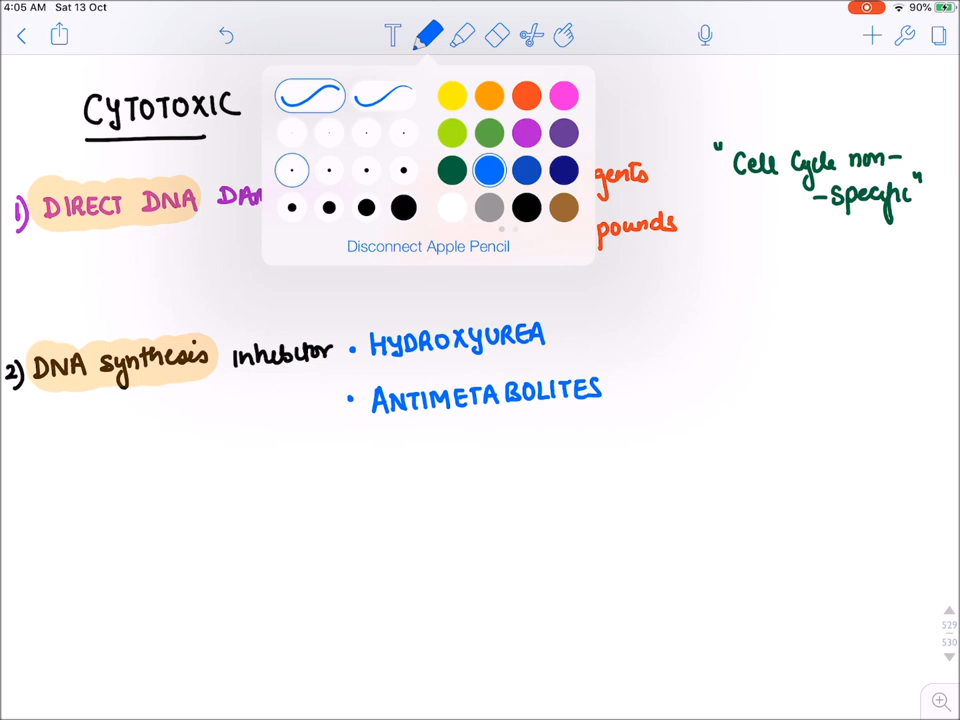 4:05 AM Sat 13 Oct
90%
T
CYTOTOXIC
Disconnect Apple Pencil
1) DIRECT DNA
gents
pounds
"Cell Cycle non-
-specific"
2) DNA synthesis inhibitor
• HYDROXYUREA
• ANTIMETABOLITES
529
530